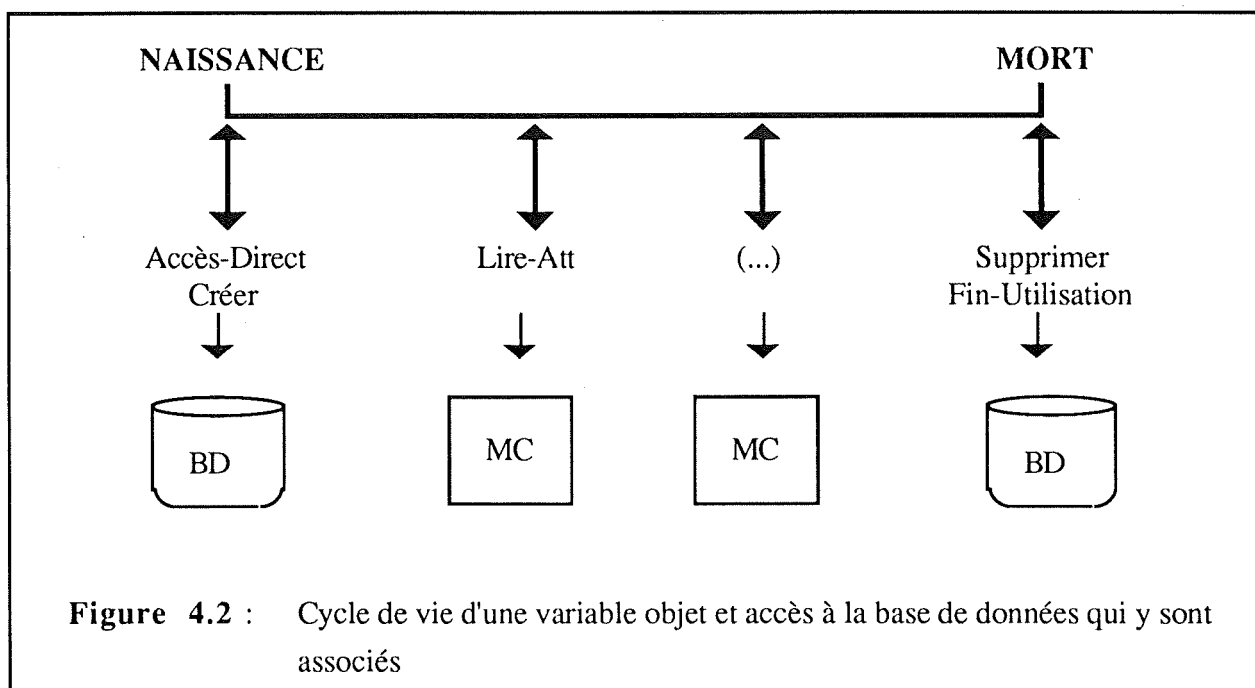 NAISSANCE MORT
Accès-Direct Lire-Att (...) Supprimer
Créer Fin-Utilisation
BD MC MC BD
Figure 4.2 : Cycle de vie d'une variable objet et accès à la base de données qui y sont
associés